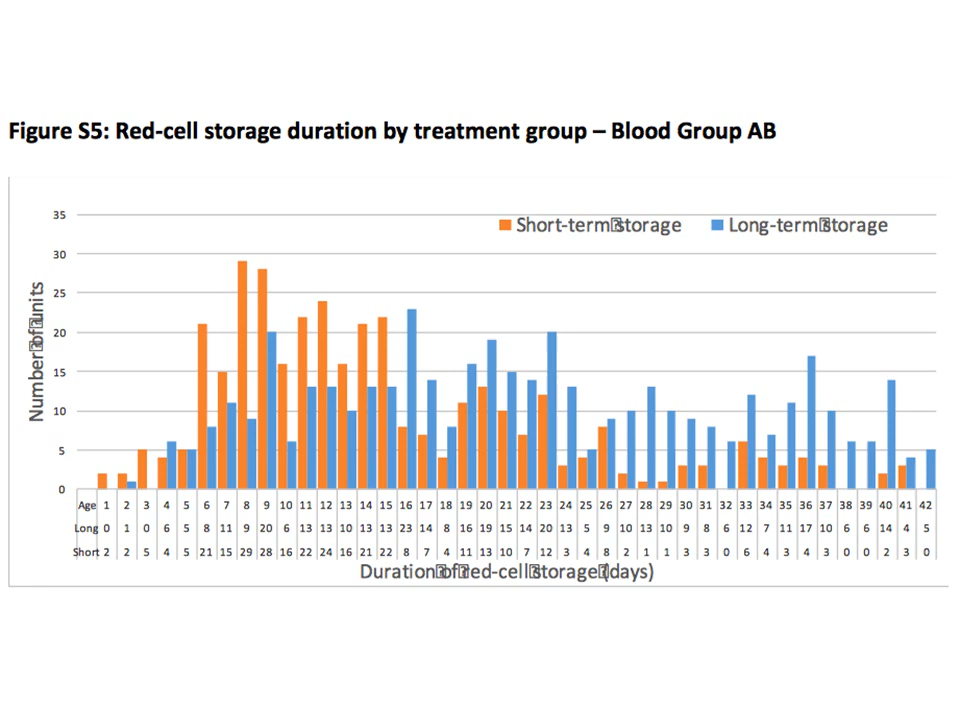 Figure S5: Red-cell storage duration by treatment group – Blood Group AB
Short-term storage Long-term storage
Number of units
35
30
25
20
15
10
5
0
Age 1 2 3 4 5 6 7 8 9 10 11 12 13 14 15 16 17 18 19 20 21 22 23 24 25 26 27 28 29 30 31 32 33 34 35 36 37 38 39 40 41 42
Long 0 1 0 6 5 8 11 9 20 6 13 13 10 13 13 23 14 8 16 19 15 14 20 13 5 9 10 13 10 9 8 6 12 7 11 17 10 6 6 14 4 5
Short 2 2 5 4 5 21 15 29 28 16 22 24 16 21 22 8 7 4 11 13 10 7 12 3 4 8 2 1 1 3 3 0 6 4 3 4 3 0 0 2 3 0
Duration of red-cell storage (days)